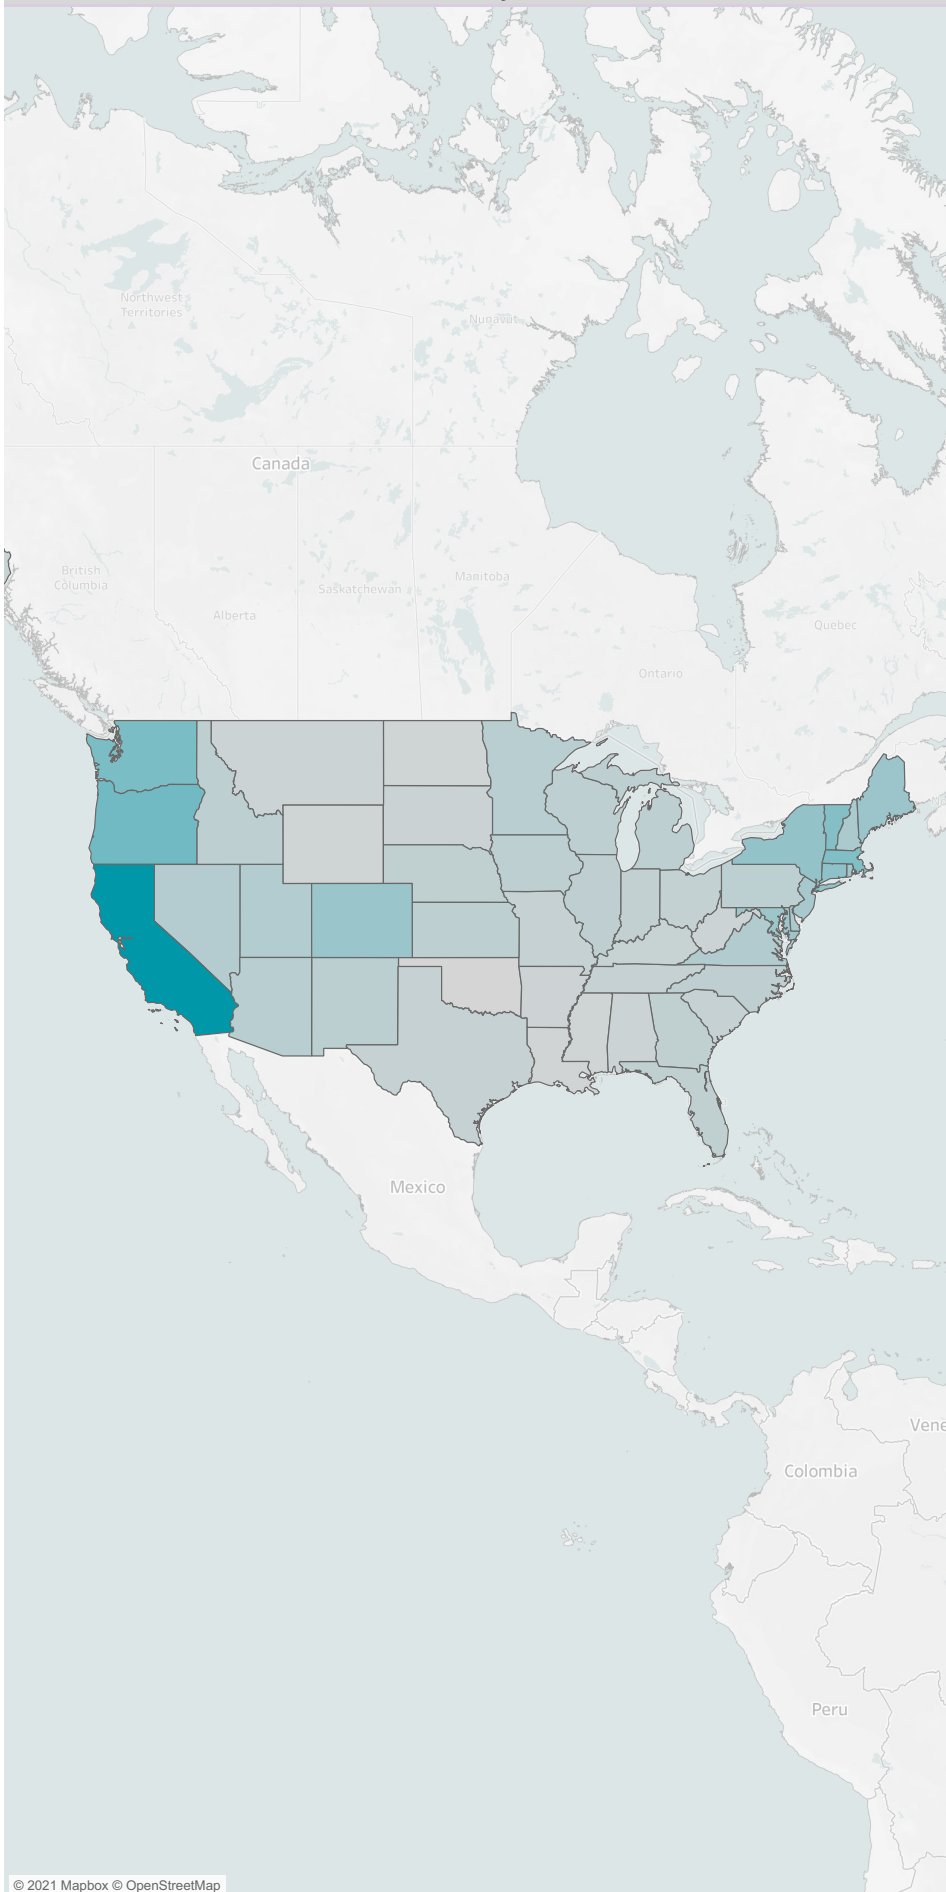 Northwest
Territories
Nunavut
Canada
British
Columbia
Alberta
Saskatchewan
Manitoba
Ontario
Quebec
Mexico
Vene
Colombia
Peru
© 2021 Mapbox © OpenStreetMap